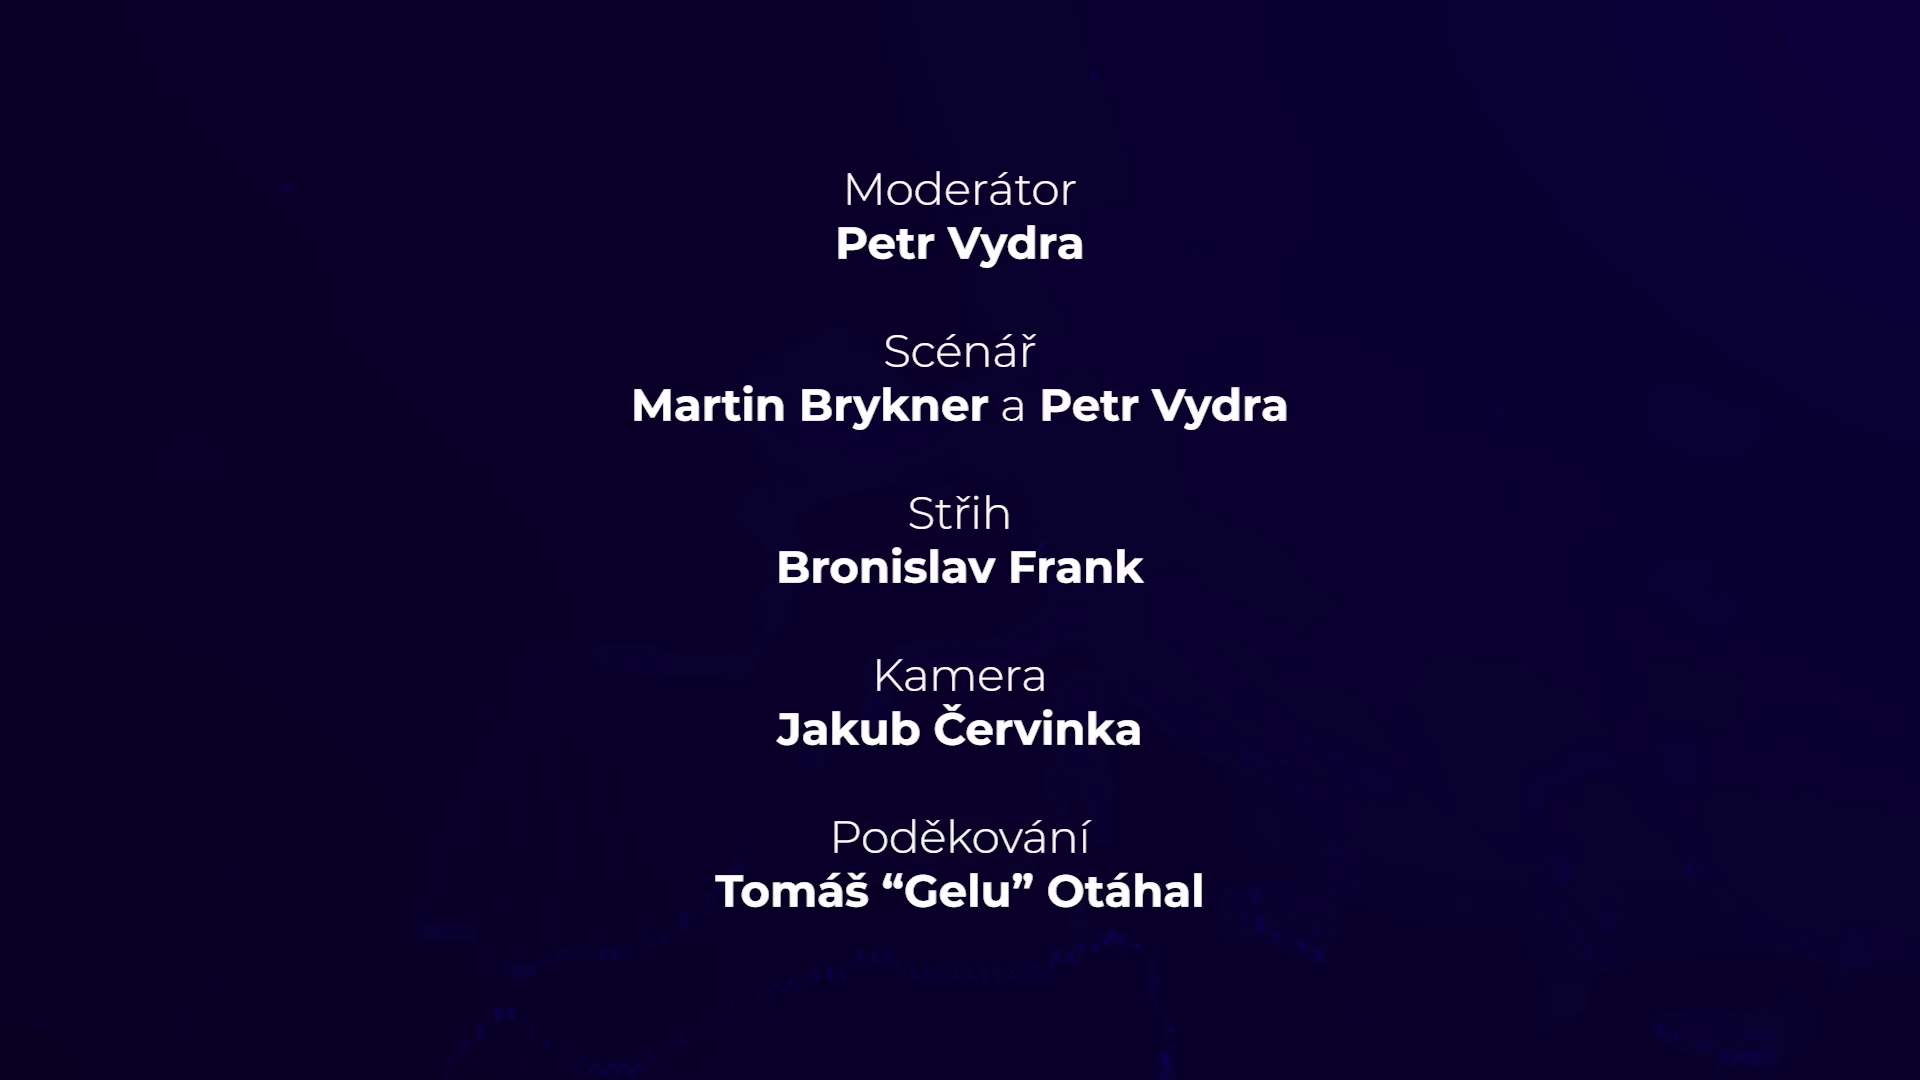 Moderátor
Petr Vydra
Scénář
Martin Brykner a Petr Vydra
Střih
Bronislav Frank
Kamera
Jakub Červinka
Poděkování
Tomáš “Gelu” Otáhal